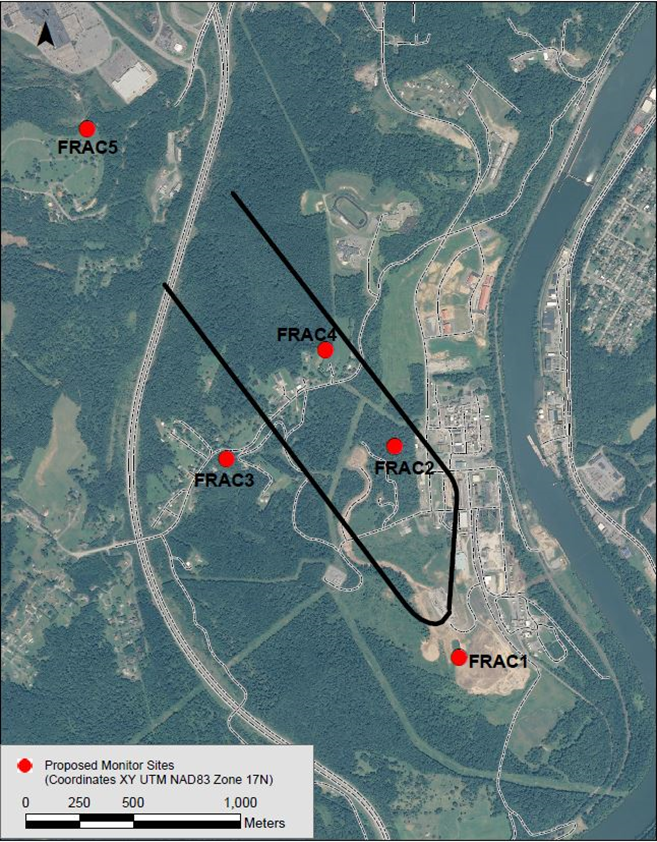 FRAC5
FRAC4
FRAC2
FRAC3
FRAC1
Proposed Monitor Sites
(Coordinates XY UTM NAD83 Zone 17N)
0 250 500 1,000
Meters